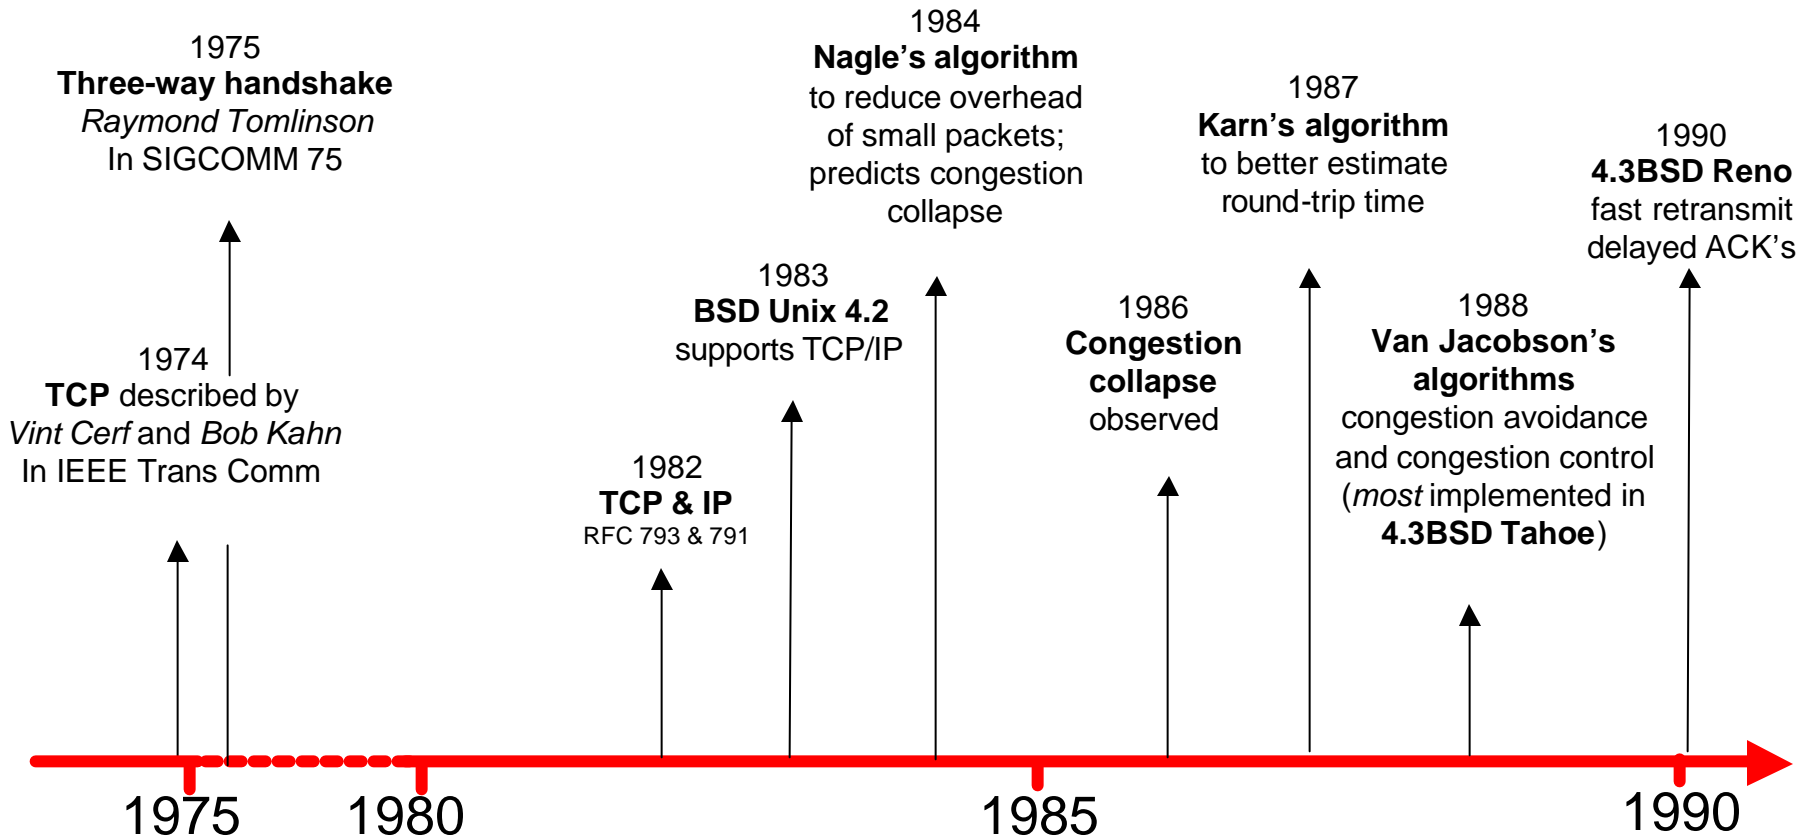 1975
Three-way handshake
Raymond Tomlinson
In SIGCOMM 75
1974
TCP described by
Vint Cerf and Bob Kahn
In IEEE Trans Comm
1982
TCP & IP
RFC 793 & 791
1983
BSD Unix 4.2
supports TCP/IP
1984
Nagle’s algorithm
to reduce overhead
of small packets;
predicts congestion
collapse
1986
Congestion
collapse
observed
1987
Karn’s algorithm
to better estimate
round-trip time
1988
Van Jacobson’s
algorithms
congestion avoidance
and congestion control
(most implemented in
4.3BSD Tahoe)
1990
4.3BSD Reno
fast retransmit
delayed ACK’s
1975
1980
1985
1990